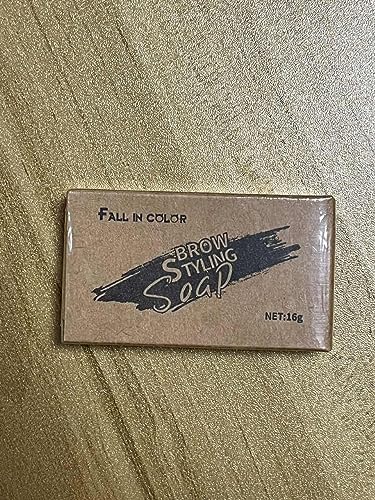 FALL IN COLOR
BROW
STYLING
SOAP
NET:16g